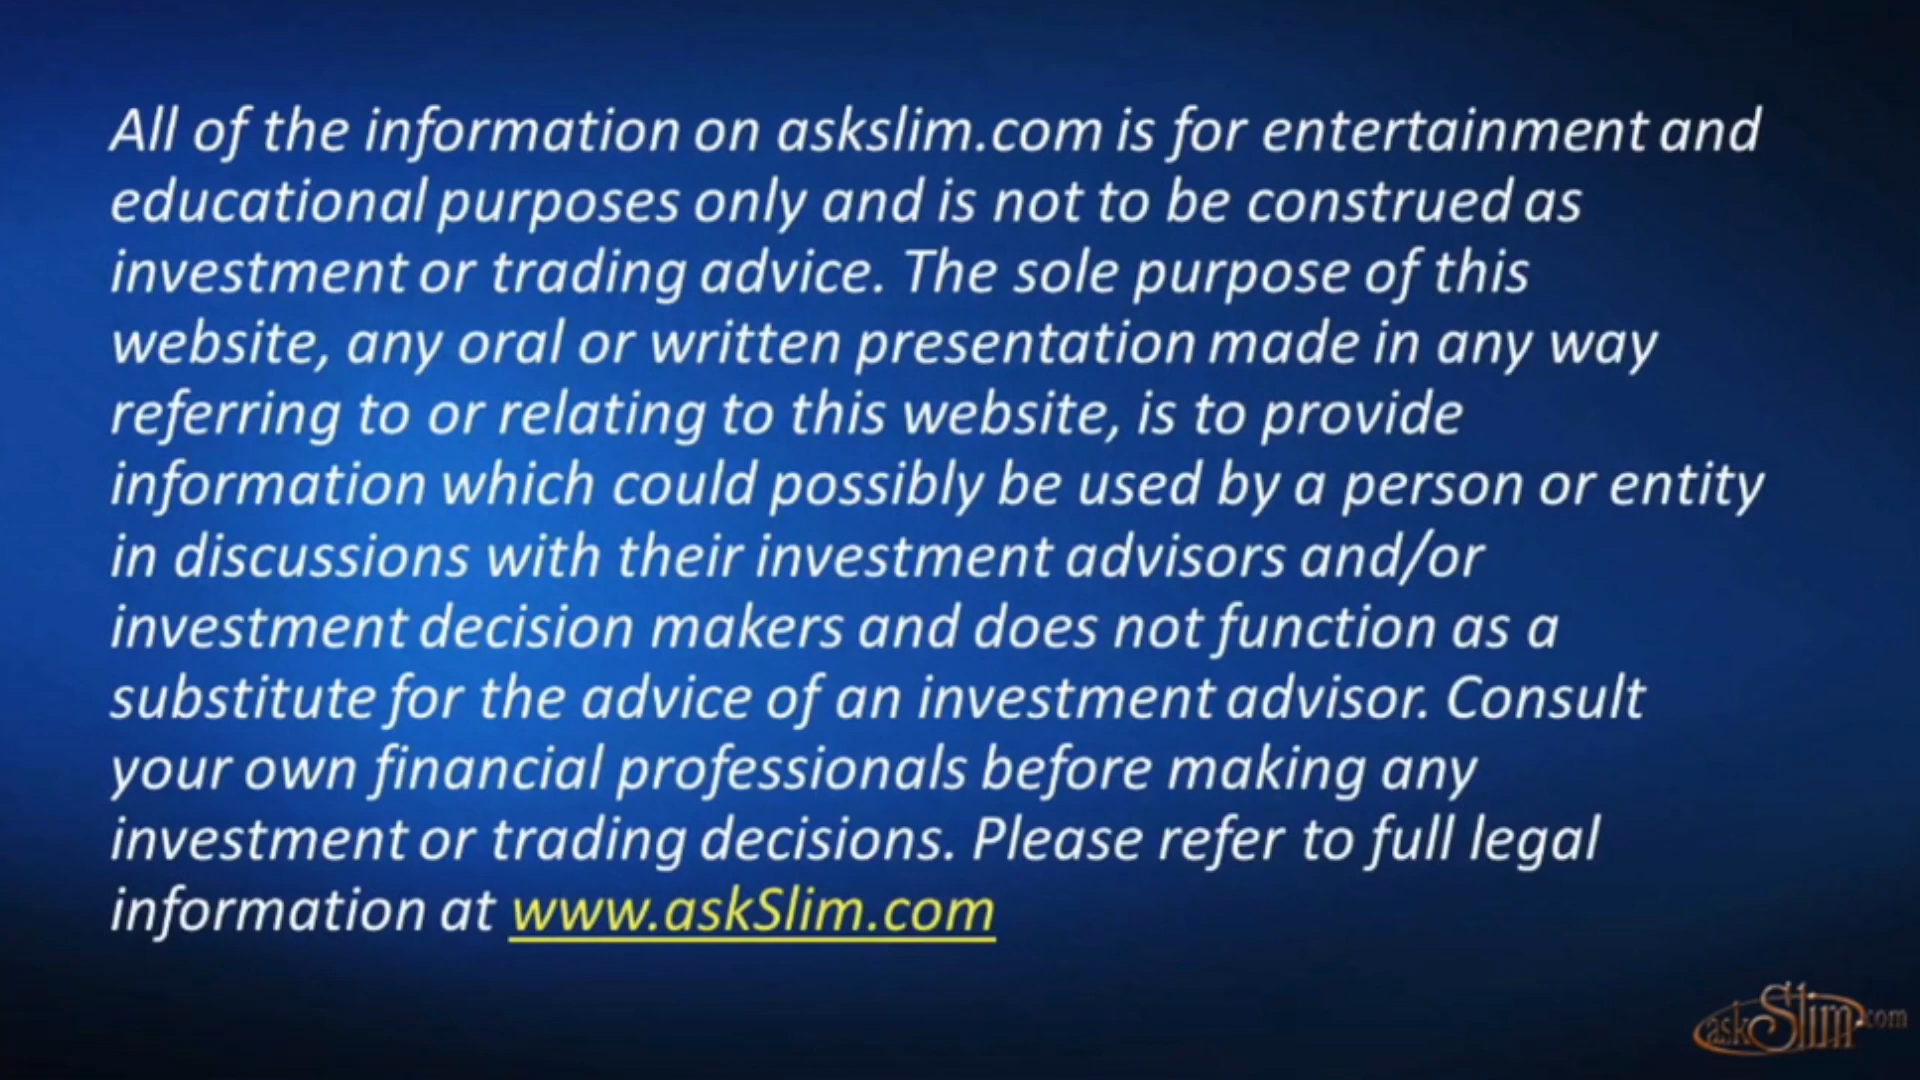 All of the information on askslim.com is for entertainment and
educational purposes only and is not to be construed as
investment or trading advice. The sole purpose of this
website, any oral or written presentation made in any way
referring to or relating to this website, is to provide
information which could possibly be used by a person or entity
in discussions with their investment advisors and/or
investment decision makers and does not function as a
substitute for the advice of an investment advisor. Consult
your own financial professionals before making any
investment or trading decisions. Please refer to full legal
information at www.askSlim.com
askSlim.com